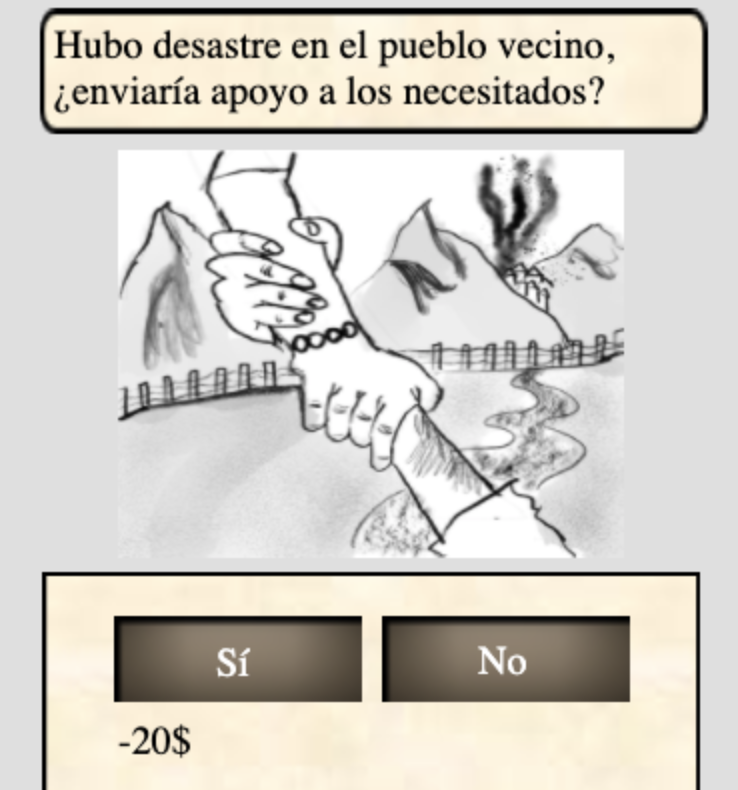 Hubo desastre en el pueblo vecino,
¿enviaría apoyo a los necesitados?
Sí
No
-20$